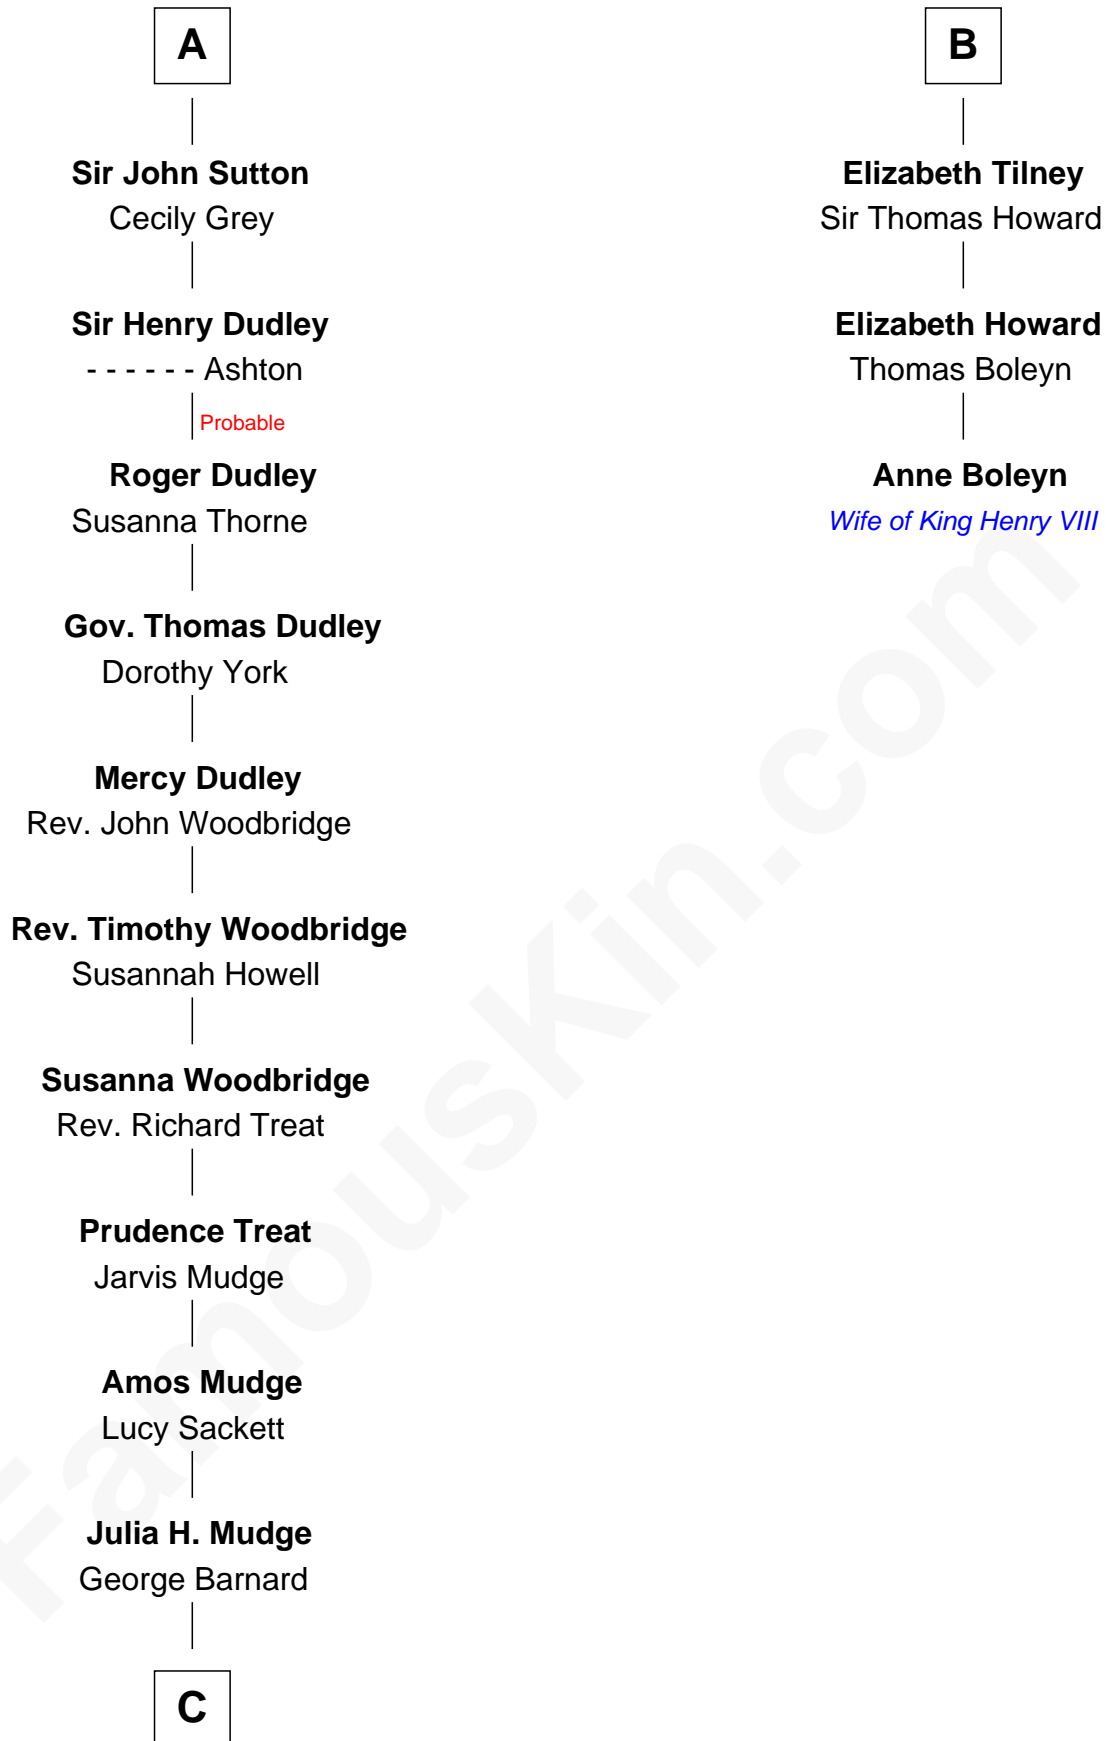 A
Sir John Sutton
Cecily Grey
Sir Henry Dudley
- - - - - - Ashton
Probable
Roger Dudley
Susanna Thorne
Gov. Thomas Dudley
Dorothy York
Mercy Dudley
Rev. John Woodbridge
Rev. Timothy Woodbridge
Susannah Howell
Susanna Woodbridge
Rev. Richard Treat
Prudence Treat
Jarvis Mudge
Amos Mudge
Lucy Sackett
Julia H. Mudge
George Barnard
C
B
Elizabeth Tilney
Sir Thomas Howard
Elizabeth Howard
Thomas Boleyn
Anne Boleyn
Wife of King Henry VIII
FamousKin.com